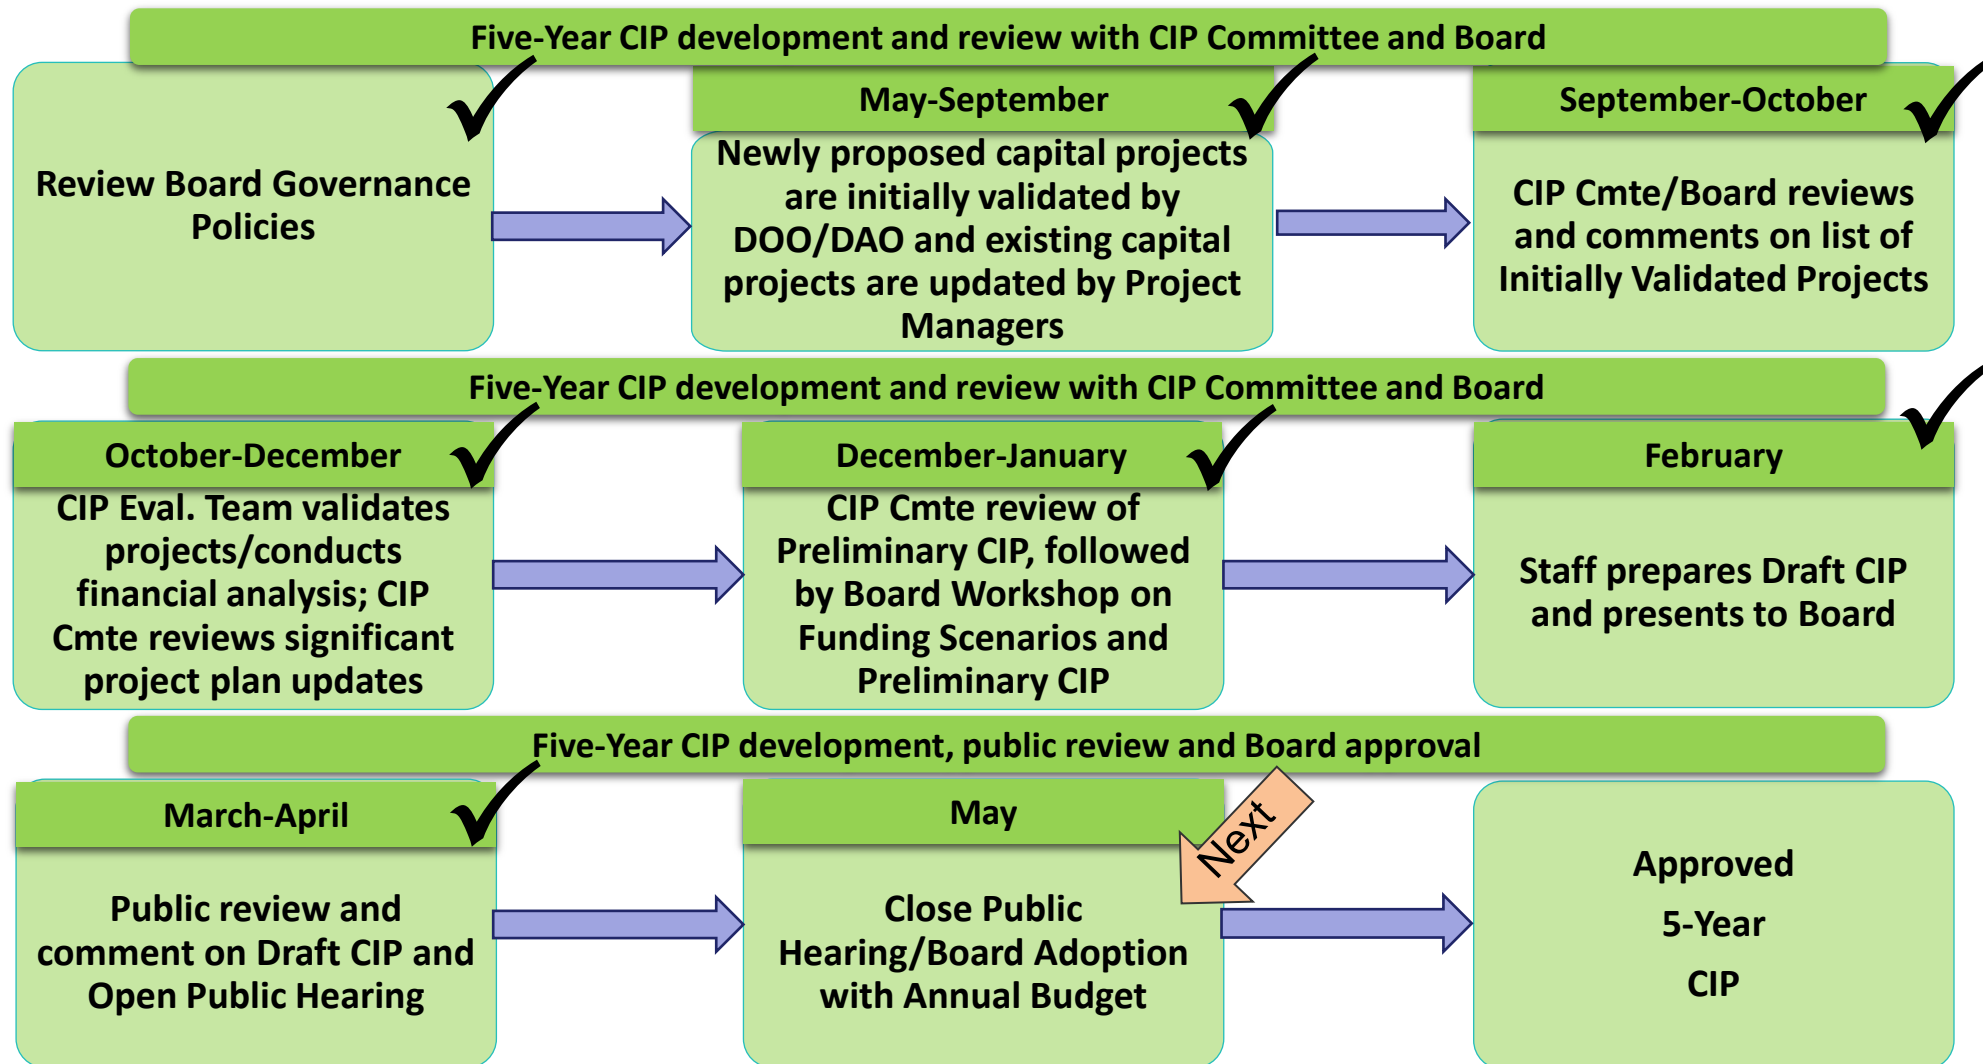 Five-Year CIP development and review with CIP Committee and Board
Review Board Governance
Policies
May-September
Newly proposed capital projects
are initially validated by
DOO/DAO and existing capital
projects are updated by Project
Managers
September-October
CIP Cmte/Board reviews
and comments on list of
Initially Validated Projects
Five-Year CIP development and review with CIP Committee and Board
October-December
CIP Eval. Team validates
projects/conducts
financial analysis; CIP
Cmte reviews significant
project plan updates
December-January
CIP Cmte review of
Preliminary CIP, followed
by Board Workshop on
Funding Scenarios and
Preliminary CIP
February
Staff prepares Draft CIP
and presents to Board
Five-Year CIP development, public review and Board approval
March-April
Public review and
comment on Draft CIP and
Open Public Hearing
May
Next
Close Public
Hearing/Board Adoption
with Annual Budget
Approved
5-Year
CIP